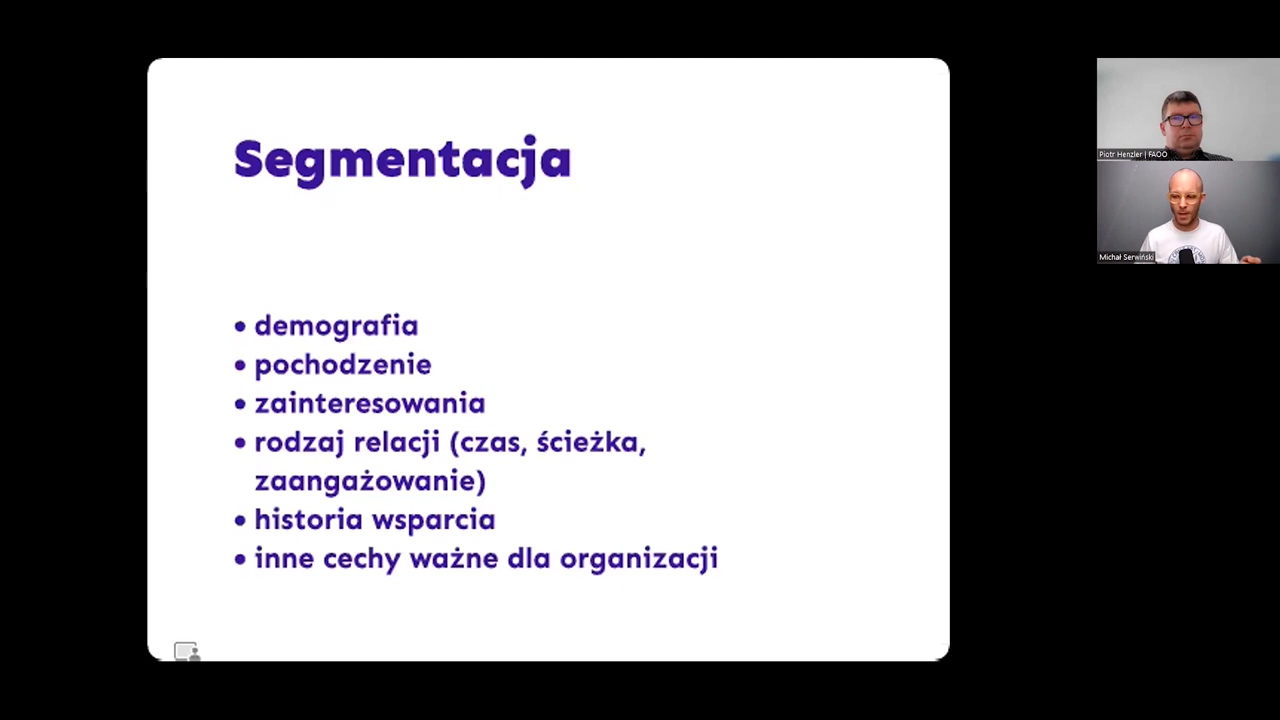 Segmentacja
• demografia
• pochodzenie
• zainteresowania
• rodzaj relacji (czas, ścieżka,
zaangażowanie)
• historia wsparcia
• inne cechy ważne dla organizacji
Piotr Henzler | FAOO
Michał Serwiński